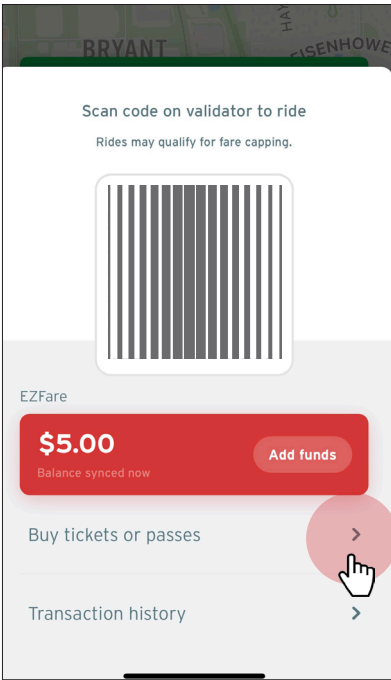 BRYANT
HAY
EISENHOWE
Scan code on validator to ride
Rides may qualify for fare capping.
EZFare
$5.00
Add funds
Balance synced now
Buy tickets or passes
Transaction history